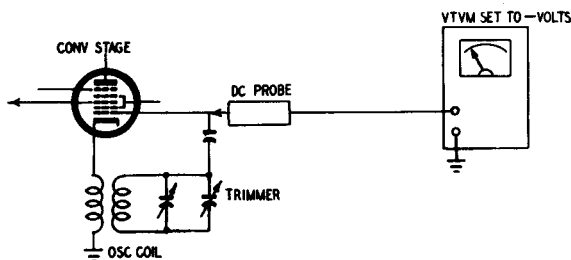 VTVM SET TO -VOLTS
CONV STAGE
DC PROBE
TRIMMER
OSC COIL